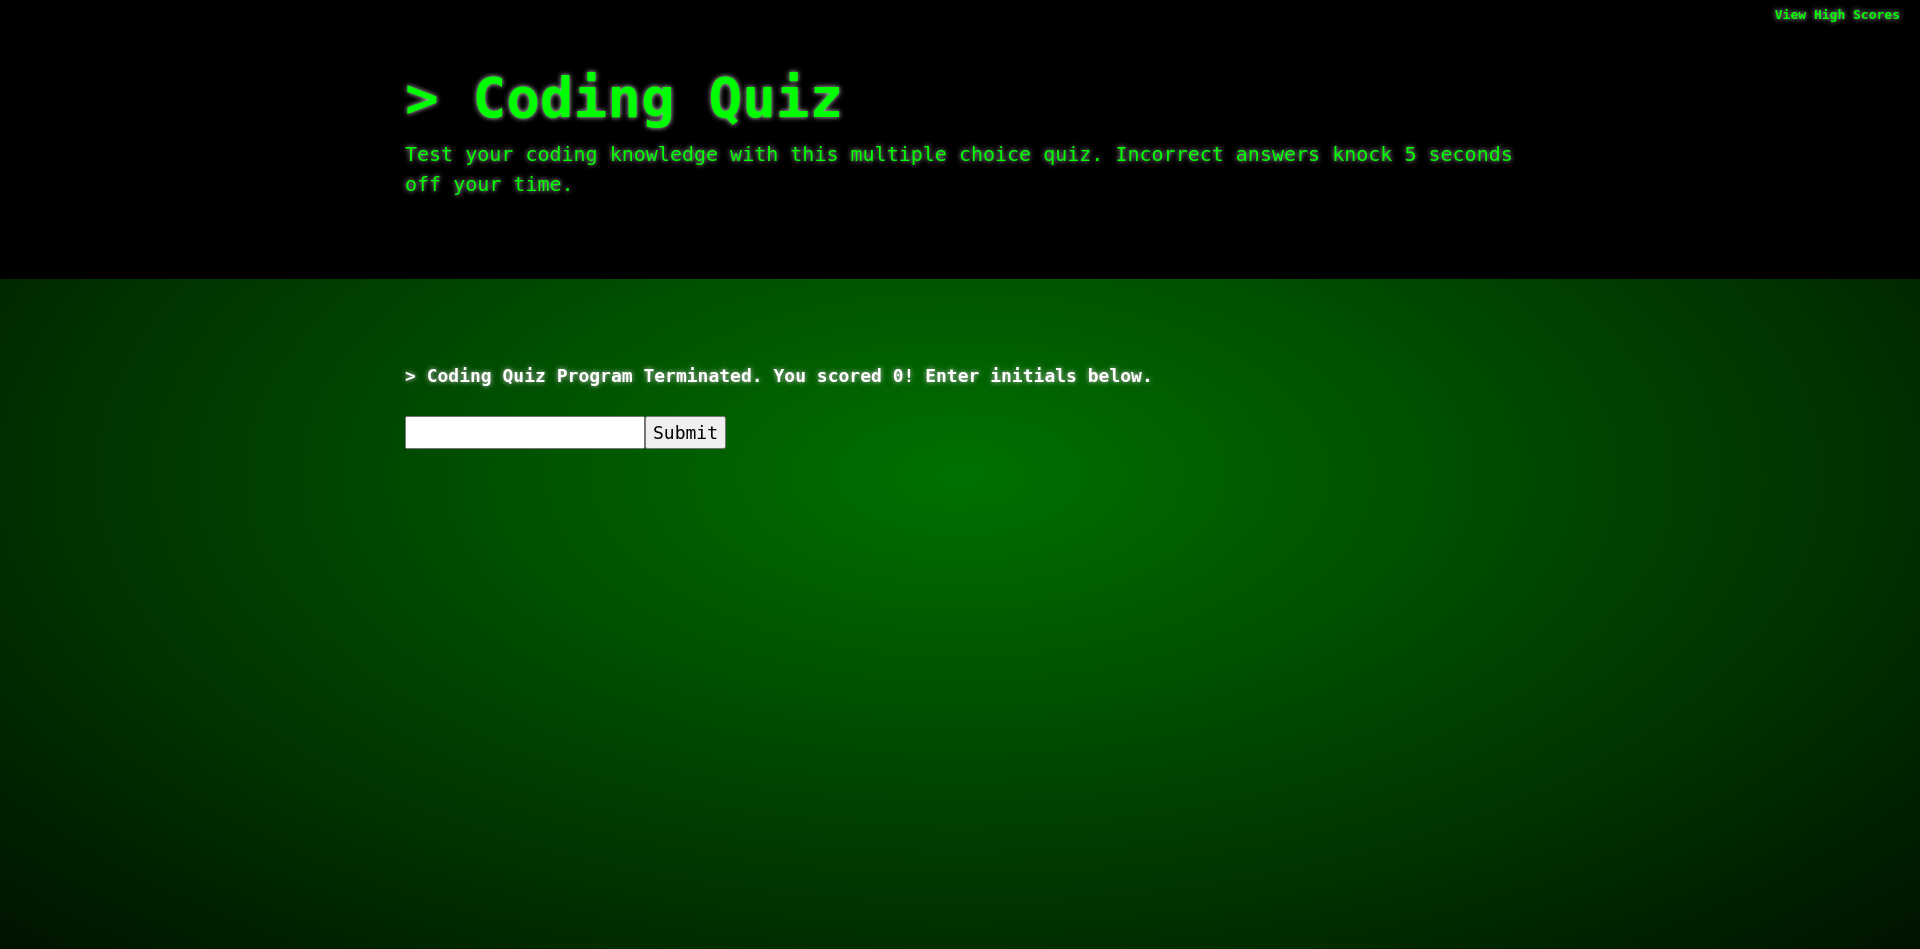 View High Scores
> Coding Quiz
Test your coding knowledge with this multiple choice quiz. Incorrect answers knock 5 seconds
off your time.
> Coding Quiz Program Terminated. You scored 0! Enter initials below.
Submit